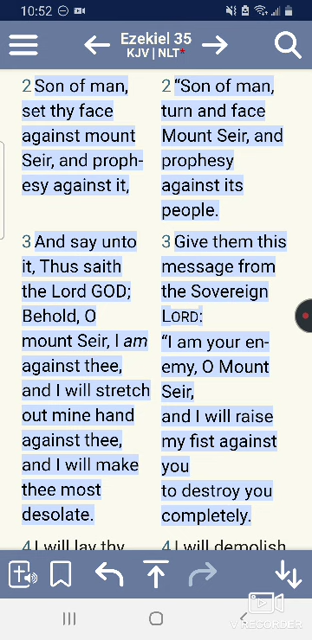 10:52
Ezekiel 35
KJV | NLT*
2 Son of man,
set thy face
against mount
Seir, and proph-
esy against it,
3 And say unto
it, Thus saith
the Lord GOD;
Behold, O
mount Seir, I am
against thee,
and I will stretch
out mine hand
against thee,
and I will make
thee most
desolate.
4 I will lay thy
2 “Son of man,
turn and face
Mount Seir, and
prophesy
against its
people.
3 Give them this
message from
the Sovereign
LORD:
“I am your en-
emy, O Mount
Seir,
and I will raise
my fist against
you
to destroy you
completely.
4 I will demolish
V RECORDER